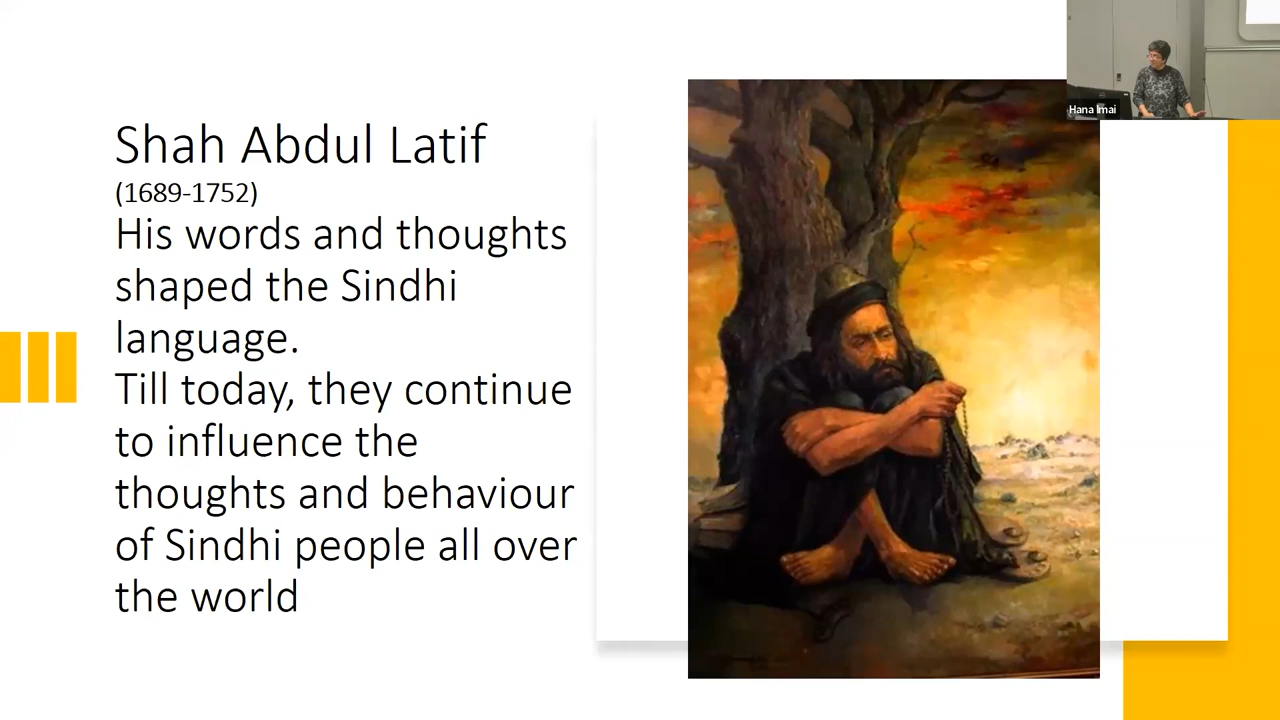 Hana Imai
Shah Abdul Latif
(1689-1752)
His words and thoughts
shaped the Sindhi
language.
Till today, they continue
to influence the
thoughts and behaviour
of Sindhi people all over
the world